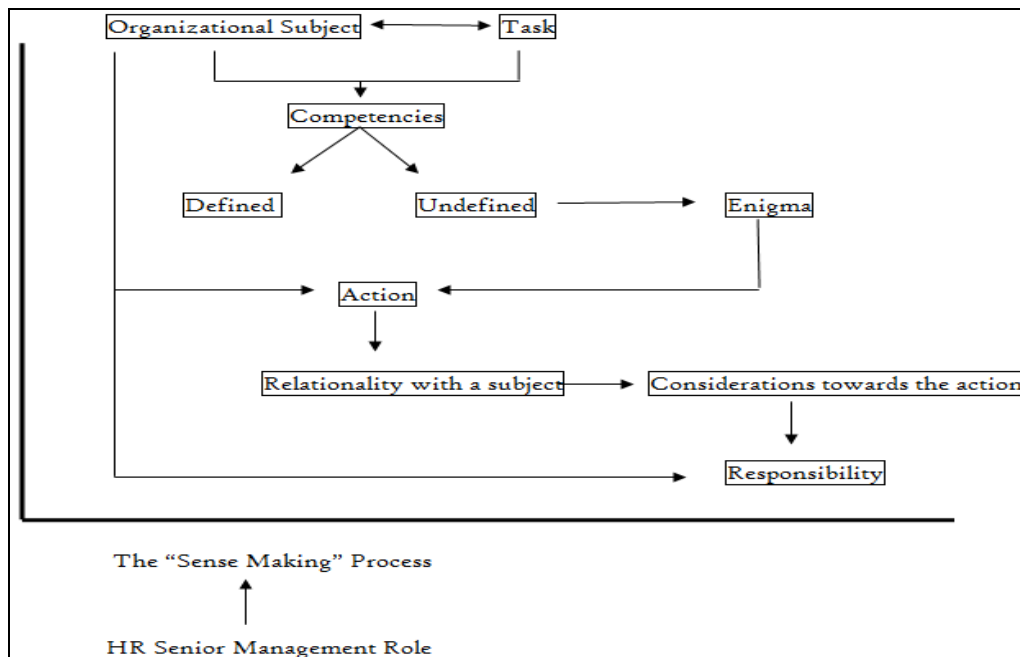 Organizational Subject
Task
Competencies
Defined
Undefined
Enigma
Action
Relationality with a subject
Considerations towards the action
Responsibility
The “Sense Making” Process
HR Senior Management Role